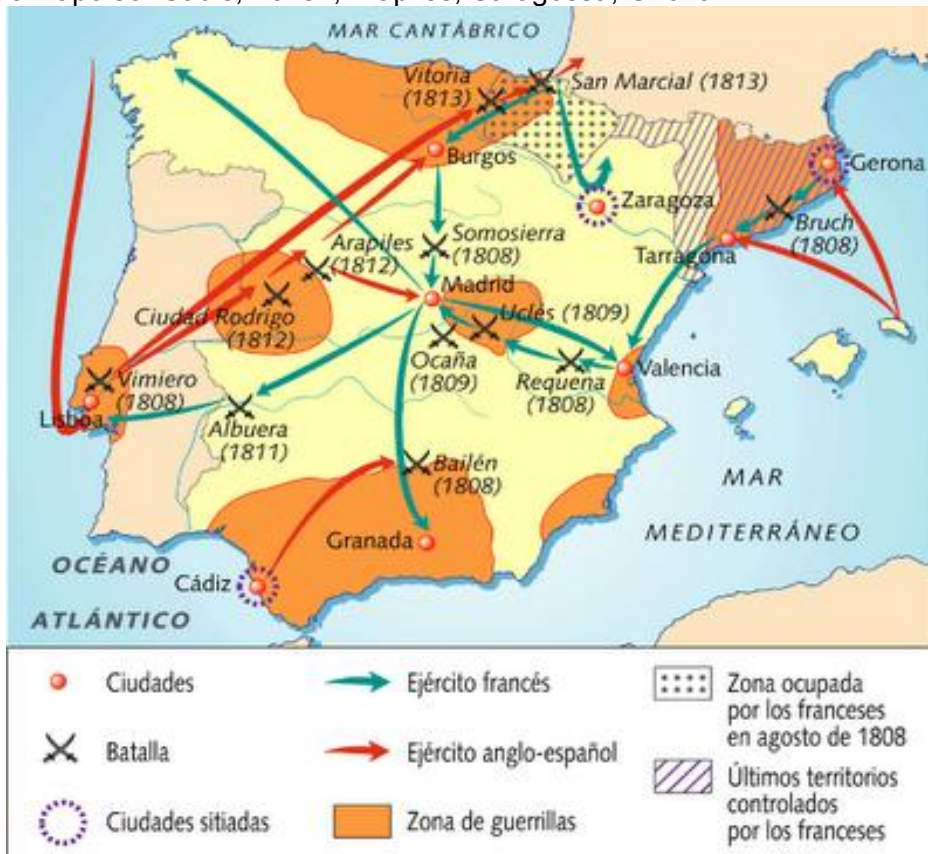 MAR CANTÁBRICO
Vitoria
(1813)
San Marcial (1813)
Burgos
Gerona
Zaragoza
Bruch
(1808)
Somosierra
(1808)
Tarragona
Arapiles
(1812)
Madrid
Ciudad Rodrigo
(1812)
Uclés (1809)
Ocaña
(1809)
Requena
(1808)
Valencia
Vimiero
(1808)
Lisboa
Albuera
(1811)
Bailén
(1808)
MAR
MEDITERRÁNEO
Granada
OCÉANO
ATLÁNTICO
Cádiz
Ciudades
Batalla
Ciudades sitiadas
Ejército francés
Ejército anglo-español
Zona de guerrillas
Zona ocupada
por los franceses
en agosto de 1808
Últimos territorios
controlados
por los franceses